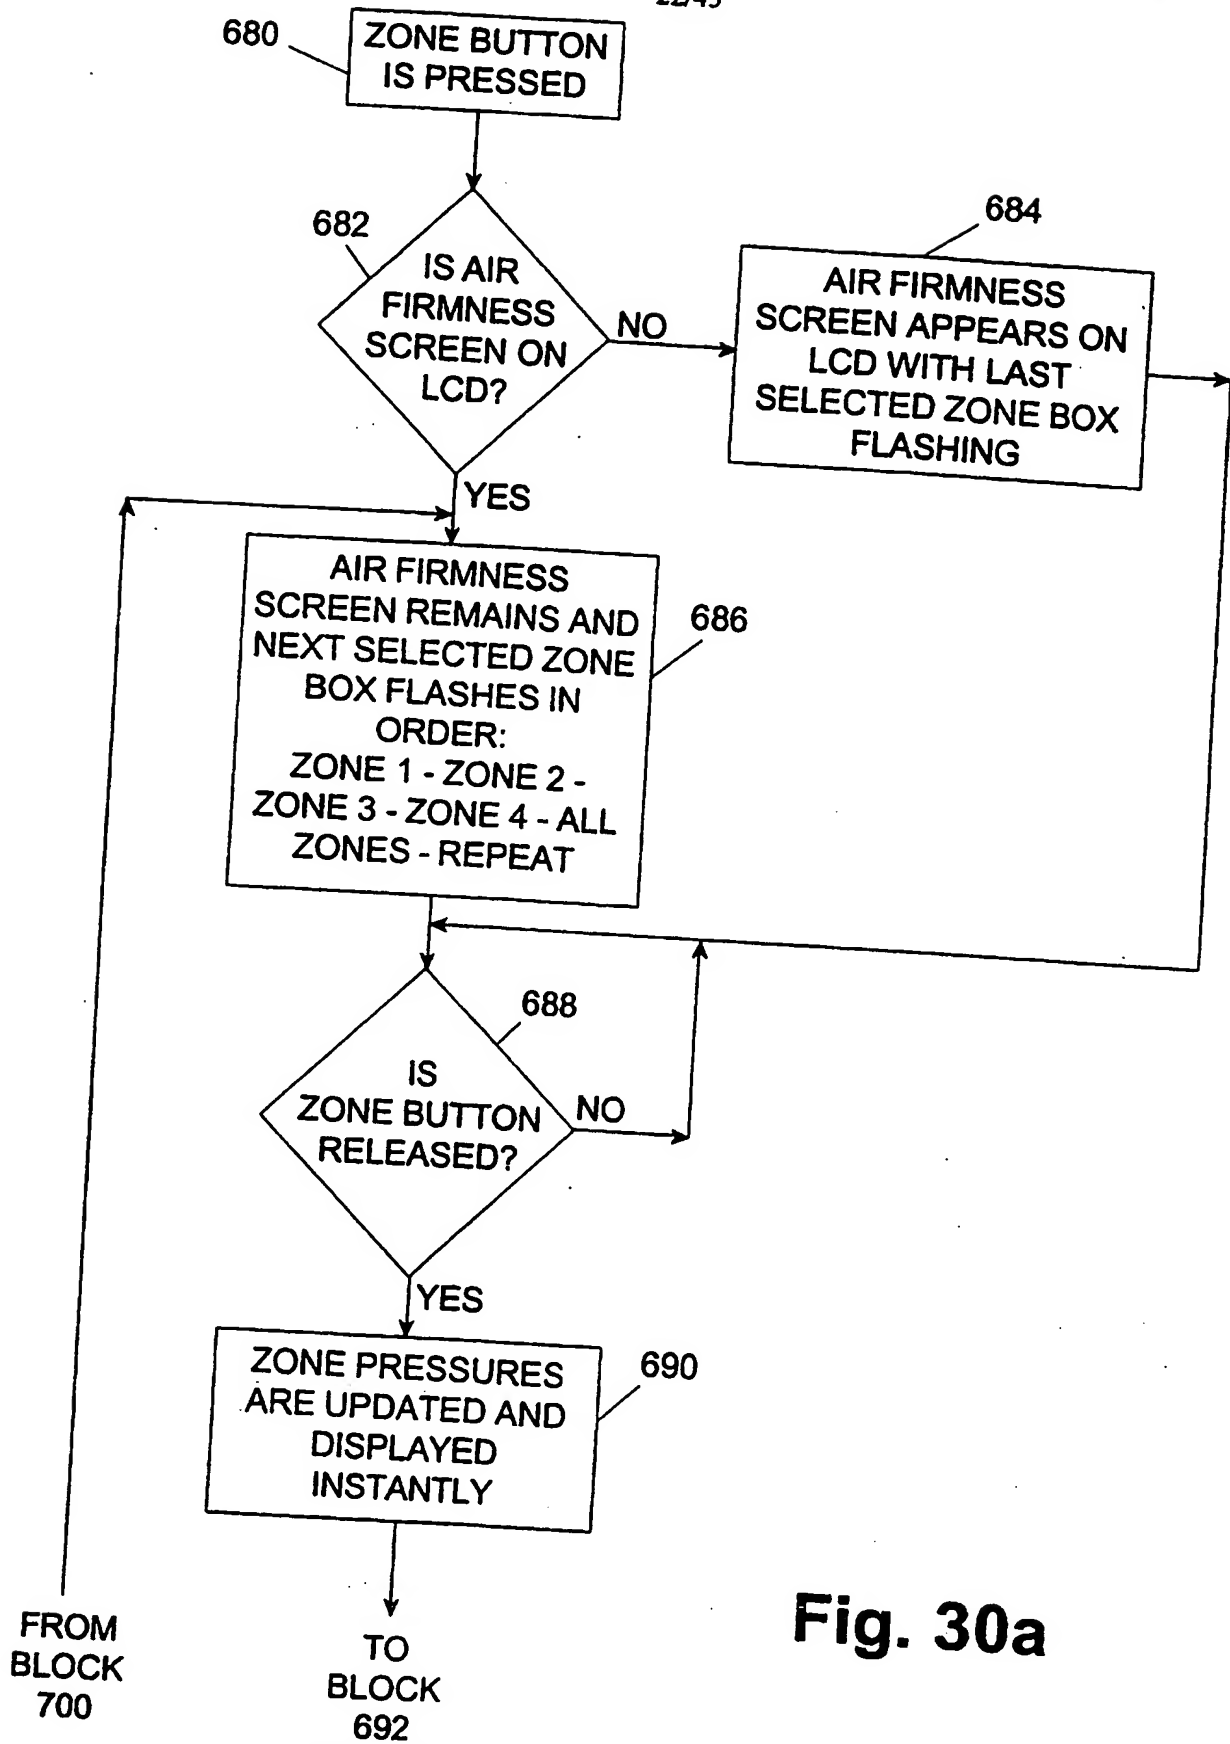 680
ZONE BUTTON
IS PRESSED
682
IS AIR
FIRMNESS
SCREEN ON
LCD?
NO
684
AIR FIRMNESS
SCREEN APPEARS ON
LCD WITH LAST
SELECTED ZONE BOX
FLASHING
YES
AIR FIRMNESS
SCREEN REMAINS AND
NEXT SELECTED ZONE
BOX FLASHES IN
ORDER:
ZONE 1 - ZONE 2 -
ZONE 3 - ZONE 4 - ALL
ZONES - REPEAT
686
688
IS
ZONE BUTTON
RELEASED?
NO
YES
ZONE PRESSURES
ARE UPDATED AND
DISPLAYED
INSTANTLY
690
FROM
BLOCK
700
TO
BLOCK
692
Fig. 30a